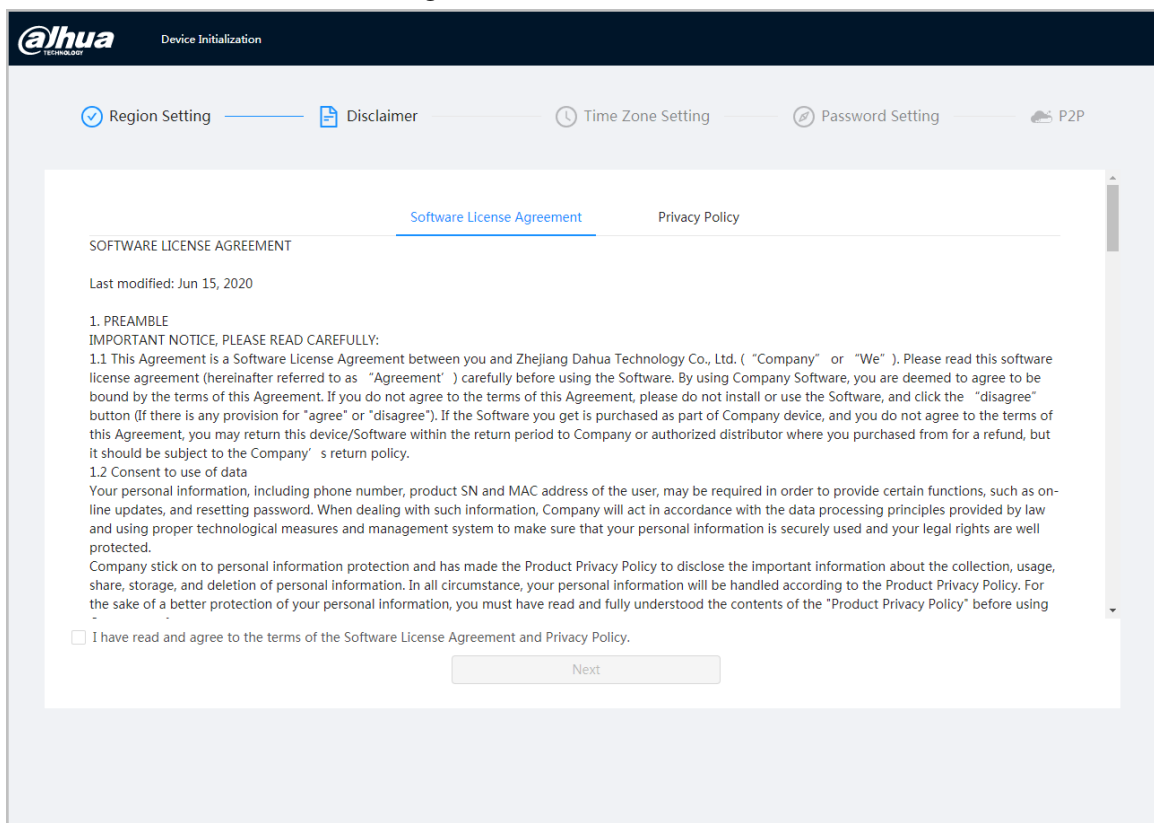 alhua
TECHNOLOGY
Device Initialization
Region Setting
Disclaimer
Time Zone Setting
Password Setting
P2P
Software License Agreement
Privacy Policy
SOFTWARE LICENSE AGREEMENT
Last modified: Jun 15, 2020
1. PREAMBLE
IMPORTANT NOTICE, PLEASE READ CAREFULLY:
1.1 This Agreement is a Software License Agreement between you and Zhejiang Dahua Technology Co., Ltd. ( “Company” or “We” ). Please read this software
license agreement (hereinafter referred to as “Agreement’ ) carefully before using the Software. By using Company Software, you are deemed to agree to be
bound by the terms of this Agreement. If you do not agree to the terms of this Agreement, please do not install or use the Software, and click the “disagree”
button (If there is any provision for "agree" or "disagree"). If the Software you get is purchased as part of Company device, and you do not agree to the terms of
this Agreement, you may return this device/Software within the return period to Company or authorized distributor where you purchased from for a refund, but
it should be subject to the Company’ s return policy.
1.2 Consent to use of data
Your personal information, including phone number, product SN and MAC address of the user, may be required in order to provide certain functions, such as on-
line updates, and resetting password. When dealing with such information, Company will act in accordance with the data processing principles provided by law
and using proper technological measures and management system to make sure that your personal information is securely used and your legal rights are well
protected.
Company stick on to personal information protection and has made the Product Privacy Policy to disclose the important information about the collection, usage,
share, storage, and deletion of personal information. In all circumstance, your personal information will be handled according to the Product Privacy Policy. For
the sake of a better protection of your personal information, you must have read and fully understood the contents of the "Product Privacy Policy" before using
I have read and agree to the terms of the Software License Agreement and Privacy Policy.
Next